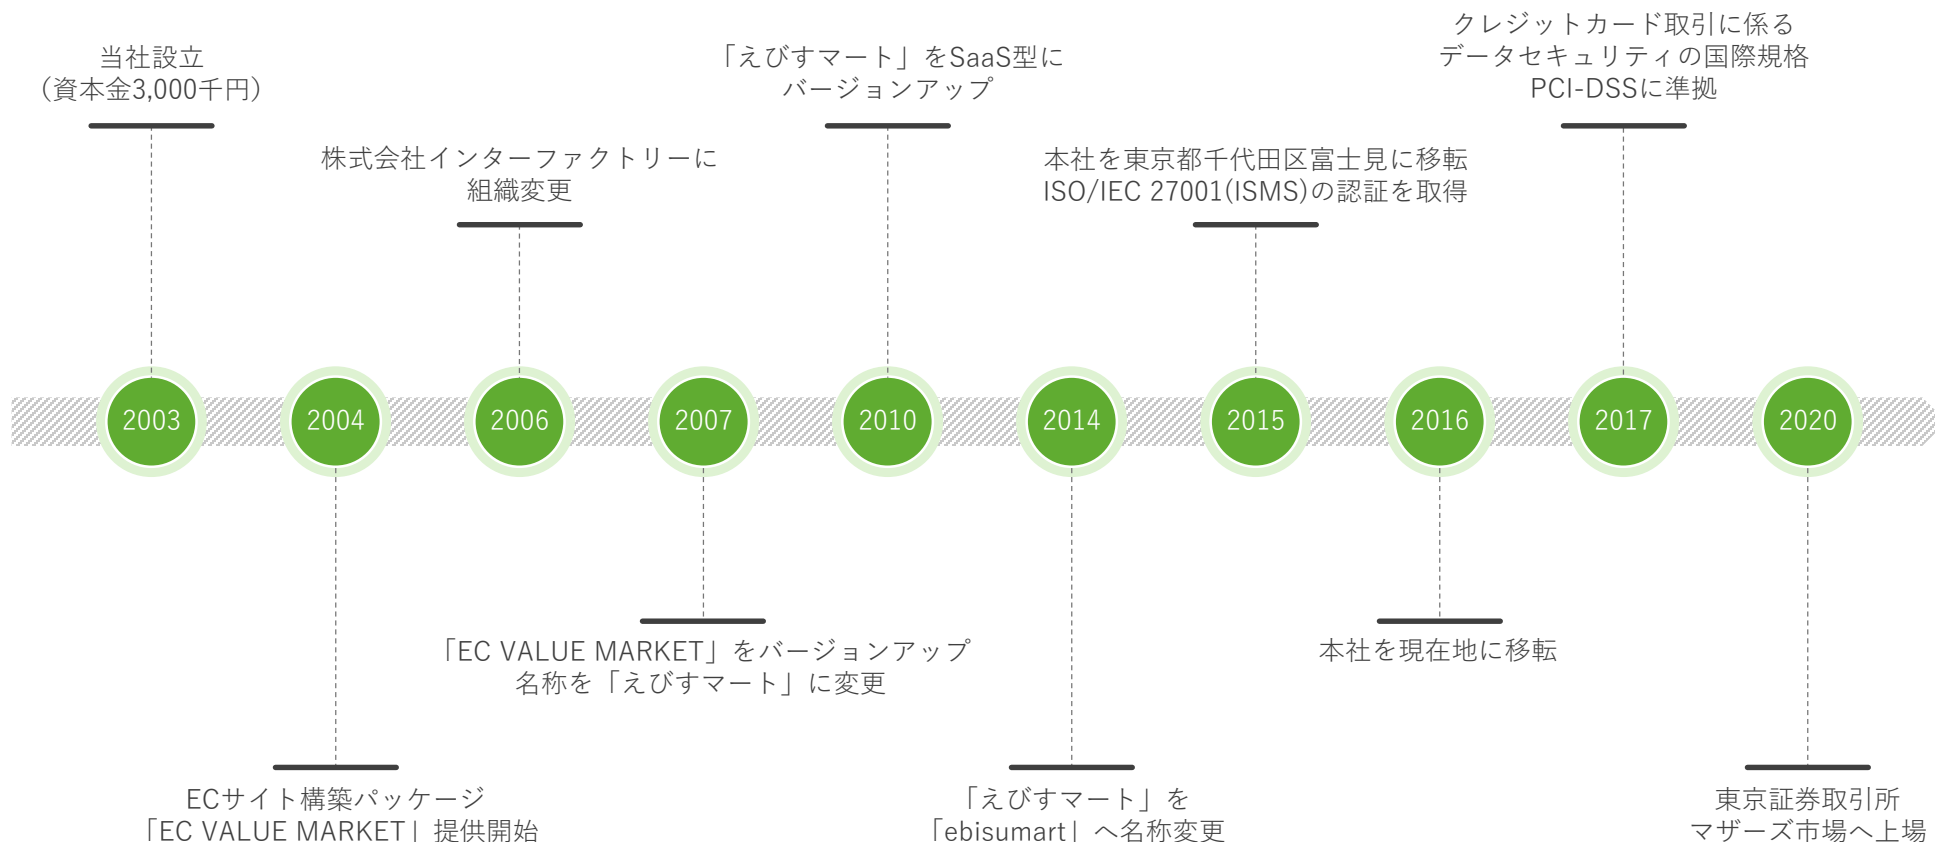 当社設立
(資本金3,000千円)
株式会社インターファクトリーに
組織変更
「えびすマート」をSaaS型に
バージョンアップ
本社を東京都千代田区富士見に移転
ISO/IEC 27001(ISMS)の認証を取得
クレジットカード取引に係る
データセキュリティの国際規格
PCI-DSSに準拠
2003
2004
2006
2007
2010
2014
2015
2016
2017
2020
「EC VALUE MARKET」をバージョンアップ
名称を「えびすマート」に変更
本社を現在地に移転
ECサイト構築パッケージ
「EC VALUE MARKET」提供開始
「えびすマート」を
「ebisumart」へ名称変更
東京証券取引所
マザーズ市場へ上場